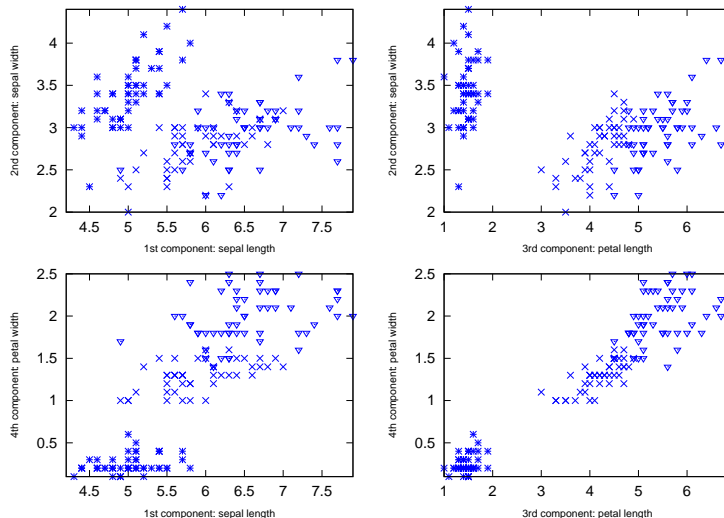 4
3.5
3
2.5
2
4.5 5 5.5 6 6.5 7 7.5
2nd component: sepal width
1st component: sepal length
4
3.5
3
2.5
2
1 2 3 4 5 6
2nd component: sepal width
3rd component: petal length
2.5
2
1.5
1
0.5
4.5 5 5.5 6 6.5 7 7.5
4th component: petal width
1st component: sepal length
2.5
2
1.5
1
0.5
1 2 3 4 5 6
4th component: petal width
3rd component: petal length